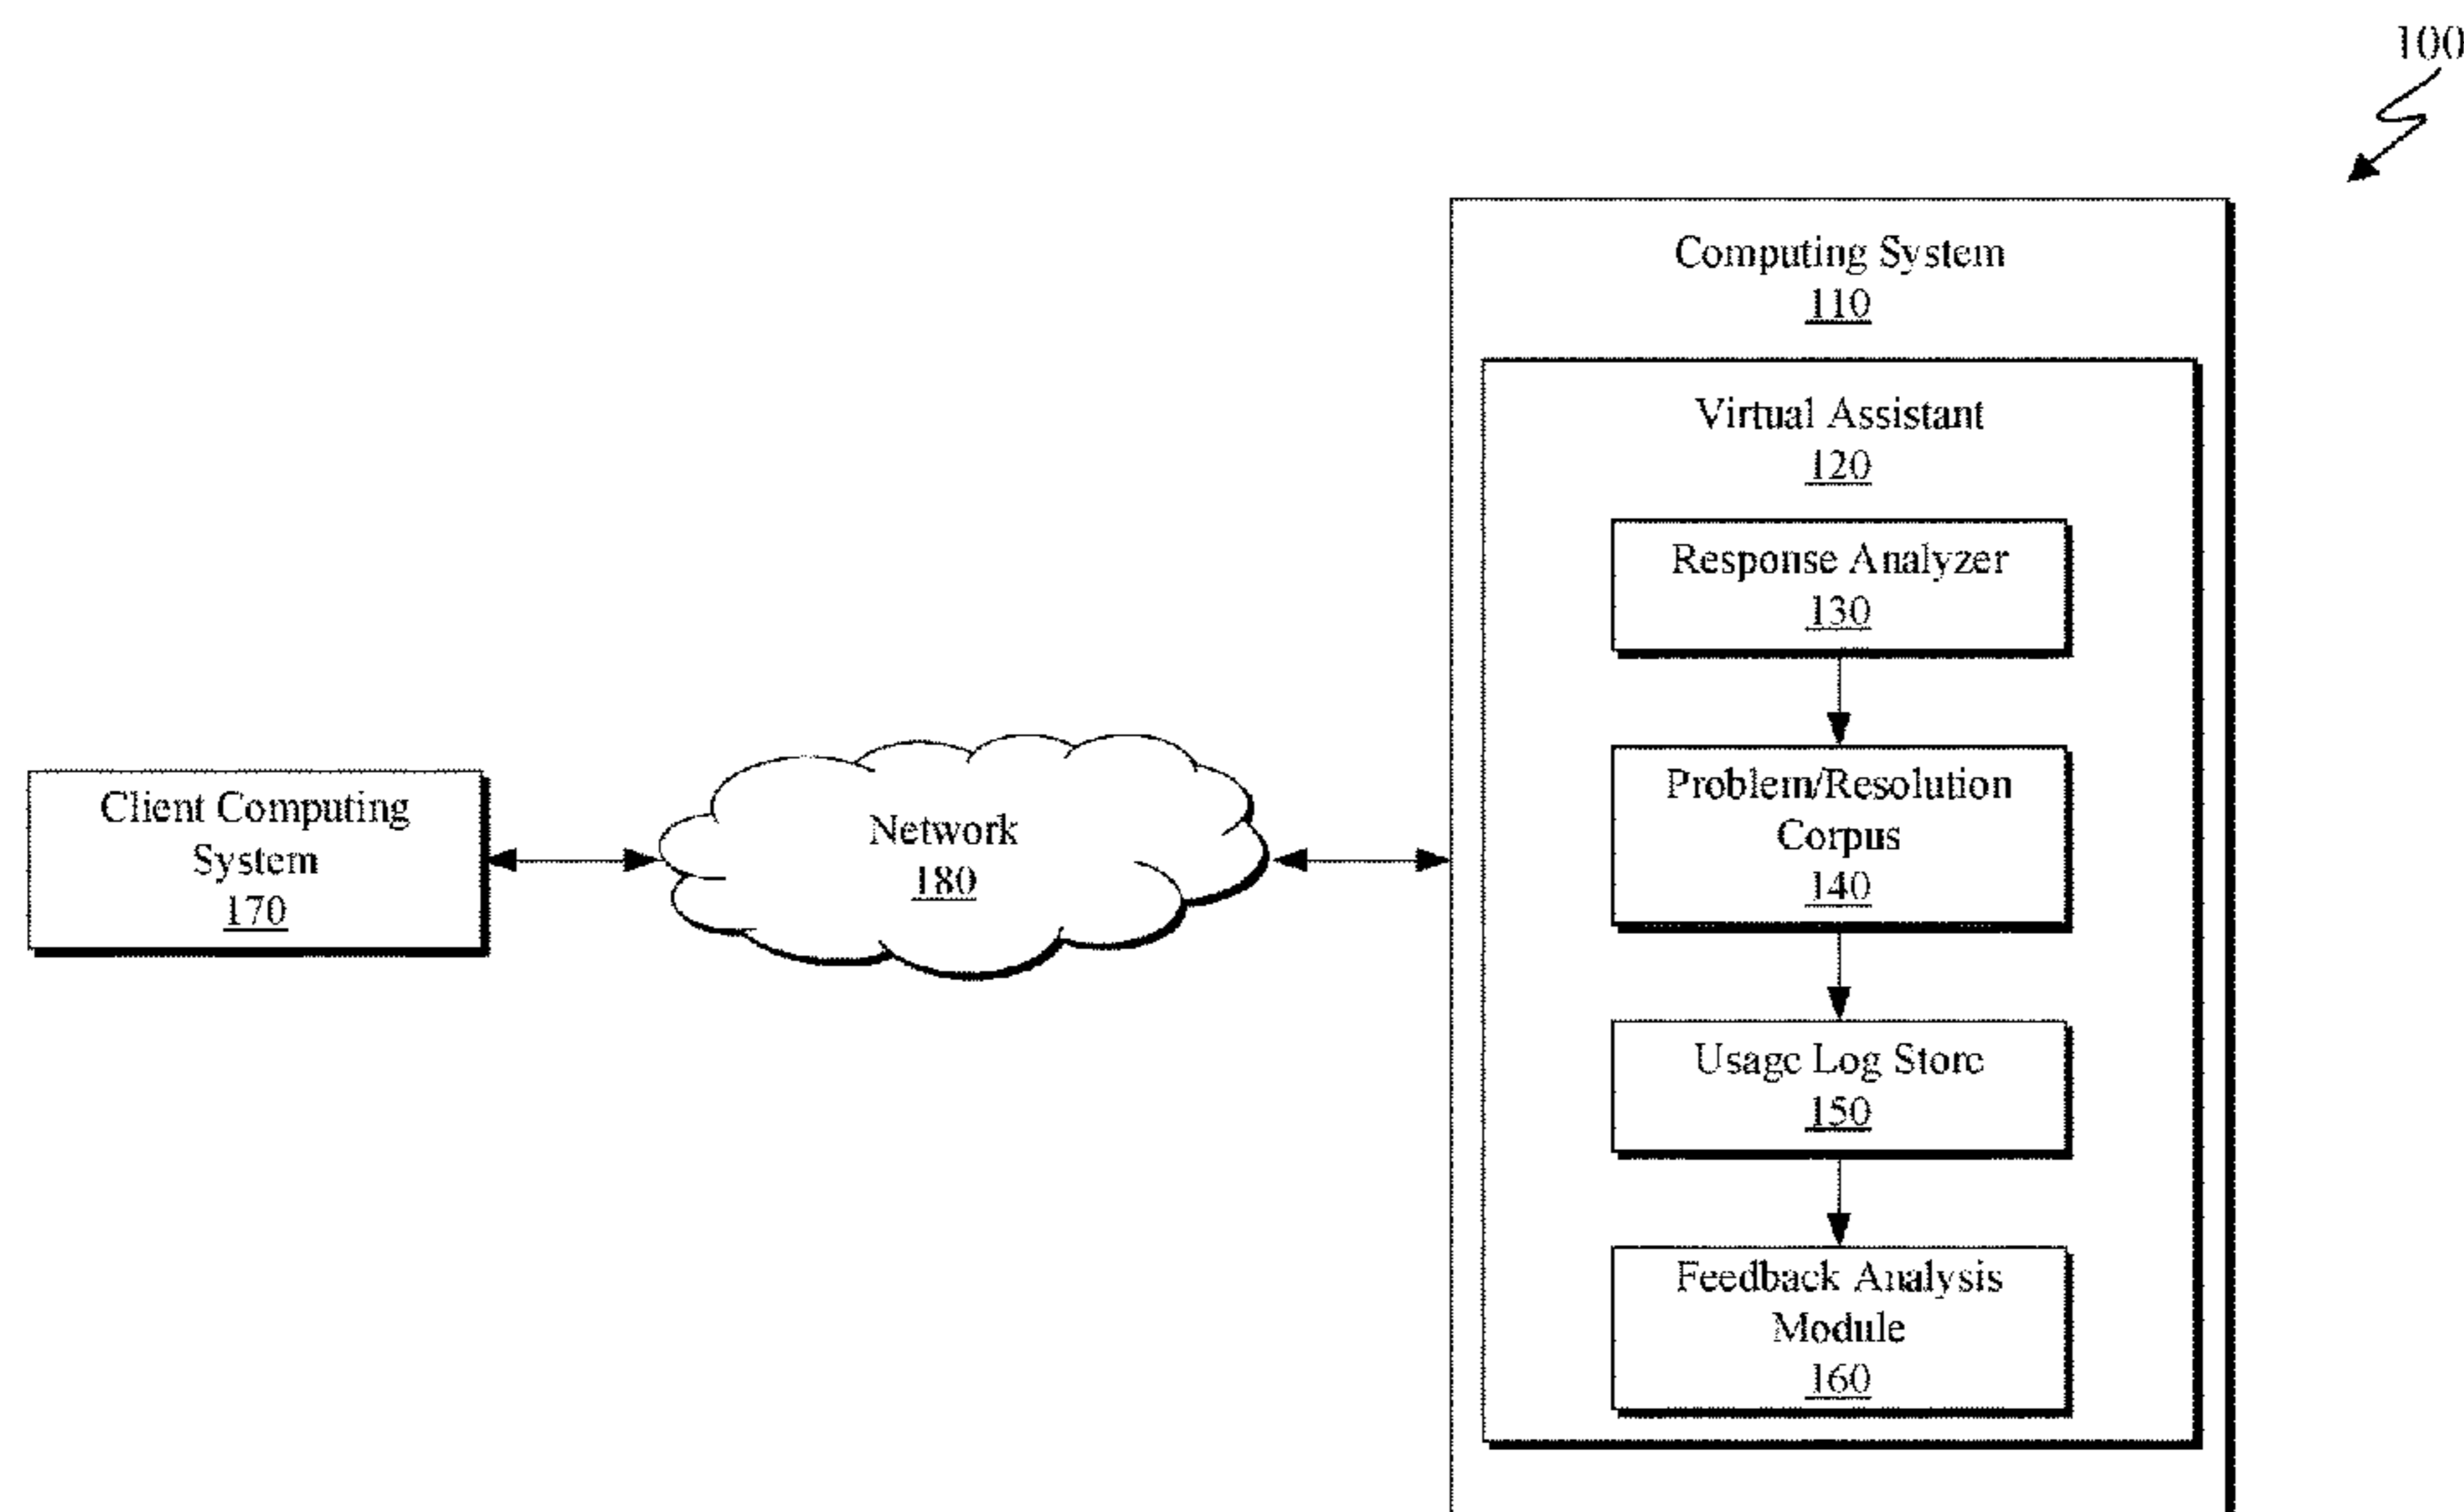 100
Computing System
110
Virtual Assistant
120
Response Analyzer
130
Problem/Resolution
Corpus
140
Usage Log Store
150
Feedback Analysis
Module
160
Client Computing
System
170
Network
180